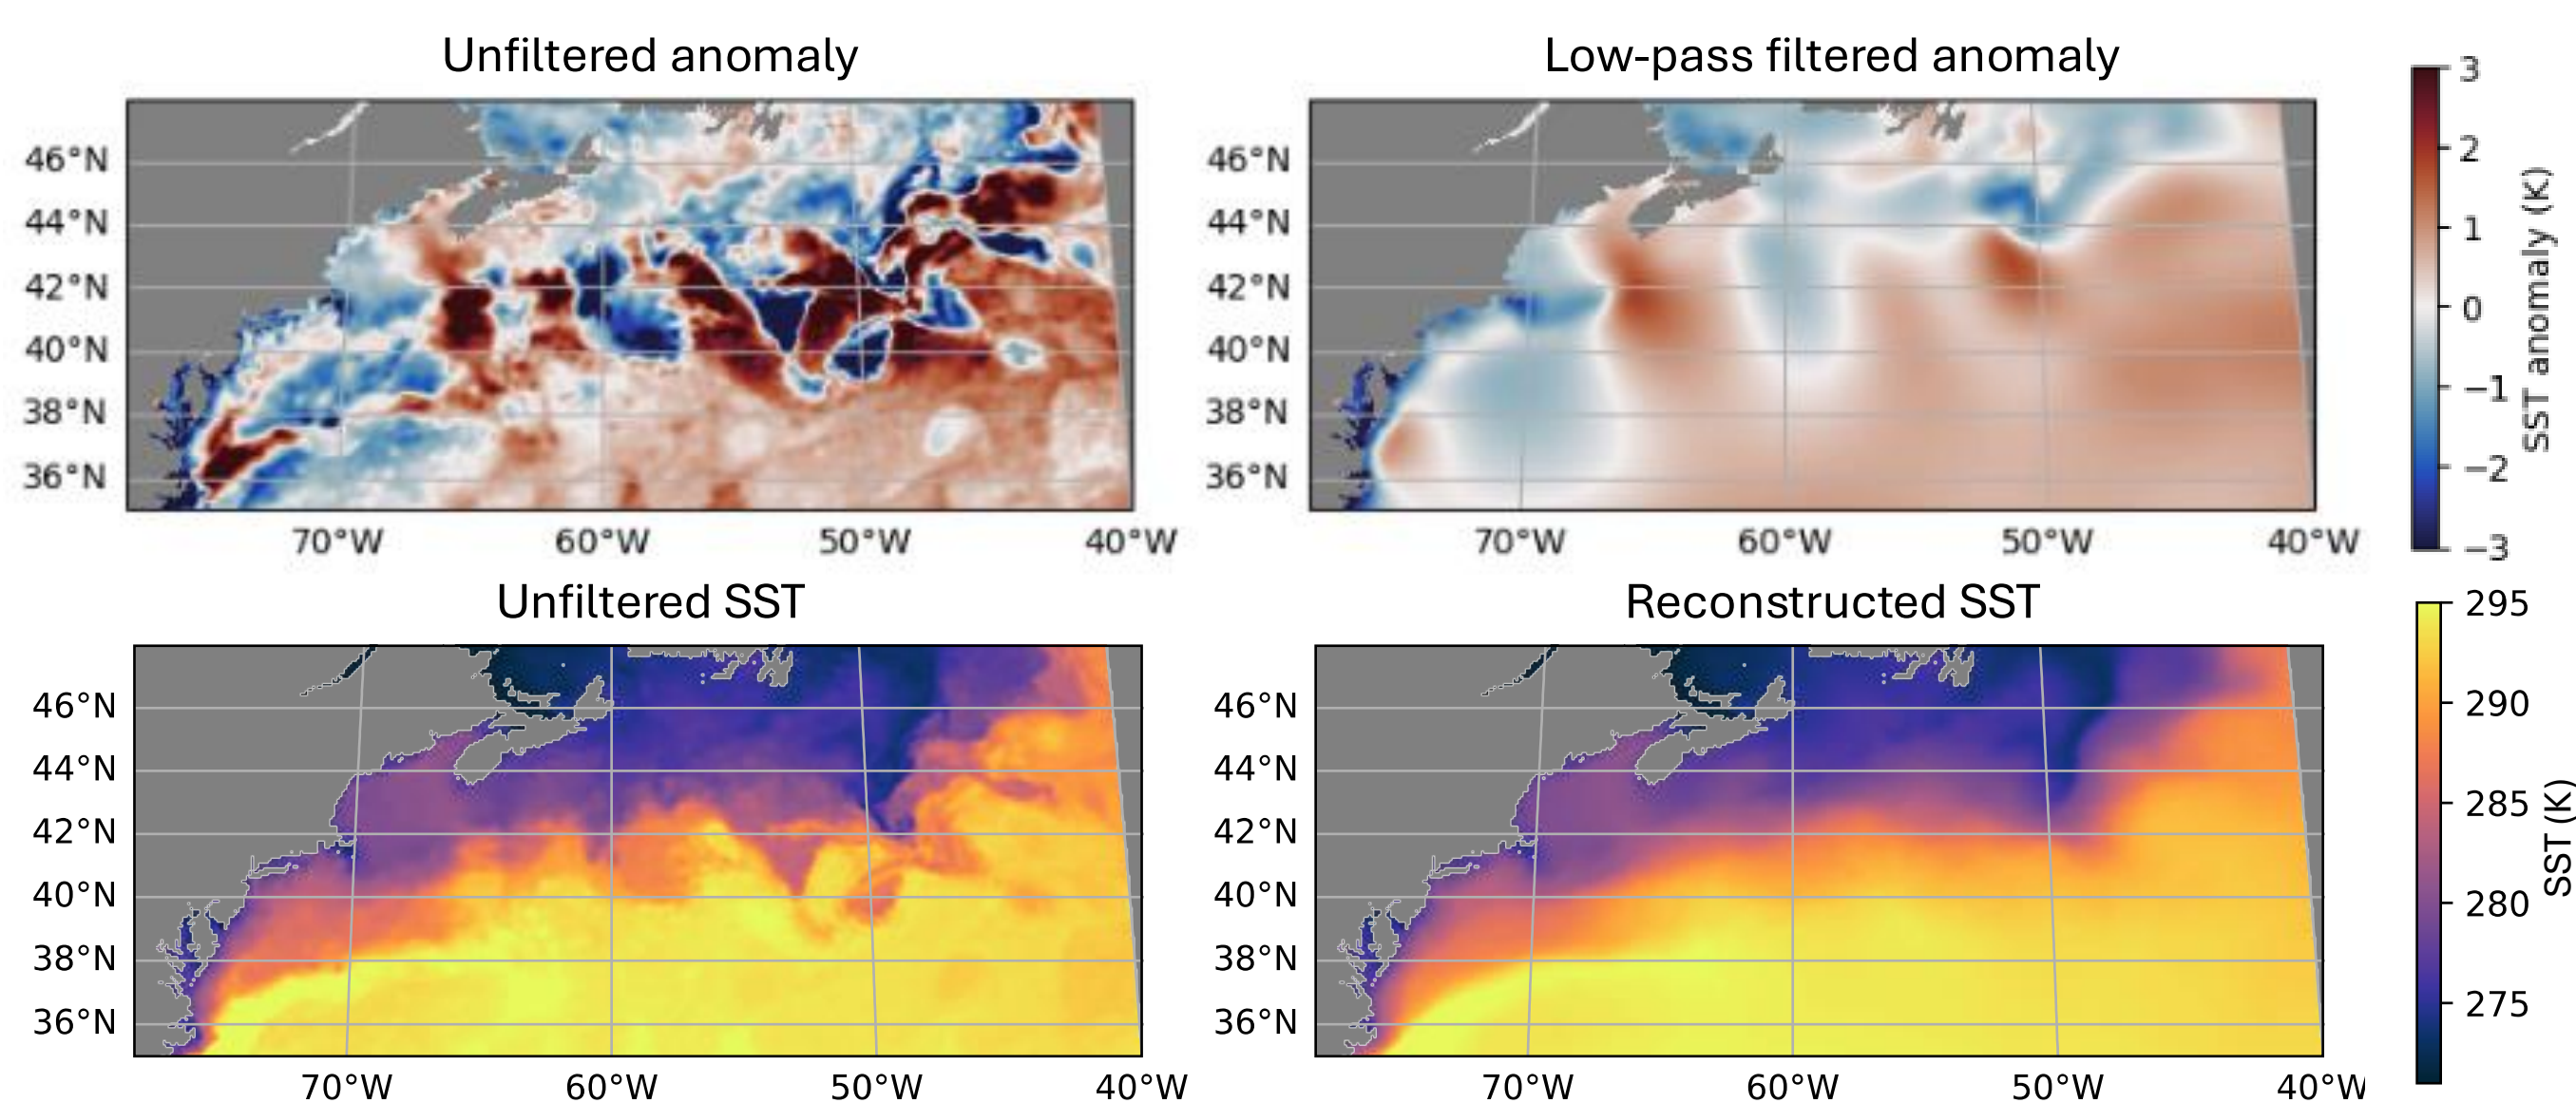 Unfiltered anomaly
Low-pass filtered anomaly
46°N
44°N
42°N
40°N
38°N
36°N
70°W
60°W
50°W
40°W
46°N
44°N
42°N
40°N
38°N
36°N
70°W
60°W
50°W
40°W
3
2
1
0
−1
−2
−3
SST anomaly (K)
Unfiltered SST
Reconstructed SST
46°N
44°N
42°N
40°N
38°N
36°N
70°W
60°W
50°W
40°W
46°N
44°N
42°N
40°N
38°N
36°N
70°W
60°W
50°W
40°W
295
290
285
280
275
SST (K)